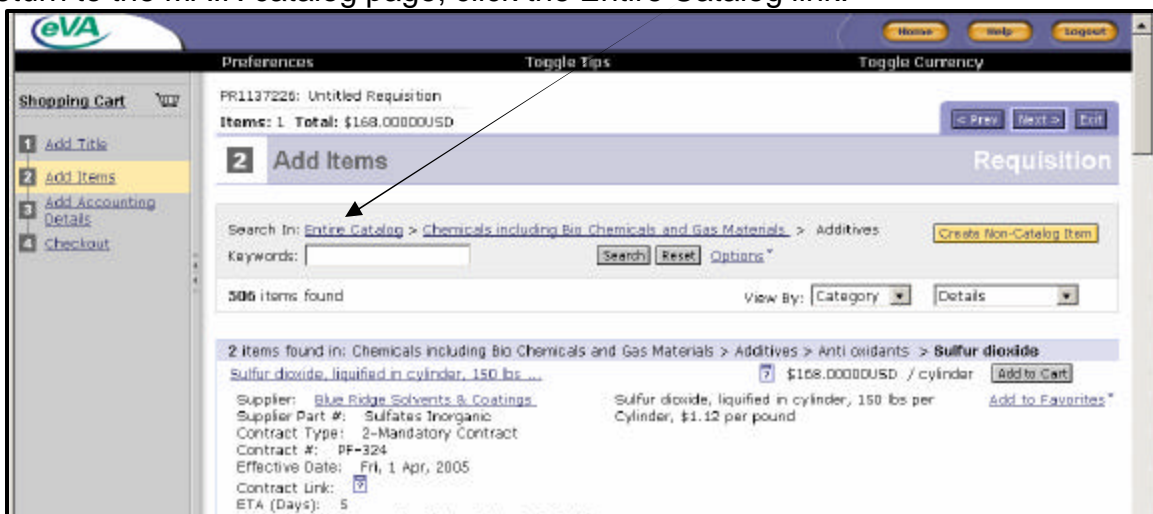 eturn to the MAIN catalog page, click the Entire Catalog link.
eVA
Home Help Logout
Preferences Toggle Tips Toggle Currency
Shopping Cart
1 Add Title
2 Add Items
3 Add Accounting Details
4 Checkout
PR1137226: Untitled Requisition
Items: 1 Total: $168.00000USD
< Prev Next > Exit
2 Add Items Requisition
Search In: Entire Catalog > Chemicals including Bio Chemicals and Gas Materials > Additives Create Non-Catalog Item
Keywords: Search Reset Options
506 items found View By: Category Details
2 items found in: Chemicals including Bio Chemicals and Gas Materials > Additives > Anti oxidants > Sulfur dioxide
Sulfur dioxide, liquified in cylinder, 150 lbs ... ? $168.00000USD / cylinder Add to Cart
Supplier: Blue Ridge Solvents & Coatings Sulfur dioxide, liquified in cylinder, 150 lbs per Add to Favorites
Supplier Part #: Sulfates Inorganic Cylinder, $1.12 per pound
Contract Type: 2-Mandatory Contract
Contract #: PF-324
Effective Date: Fri, 1 Apr, 2005
Contract Link: ?
ETA (Days): 5